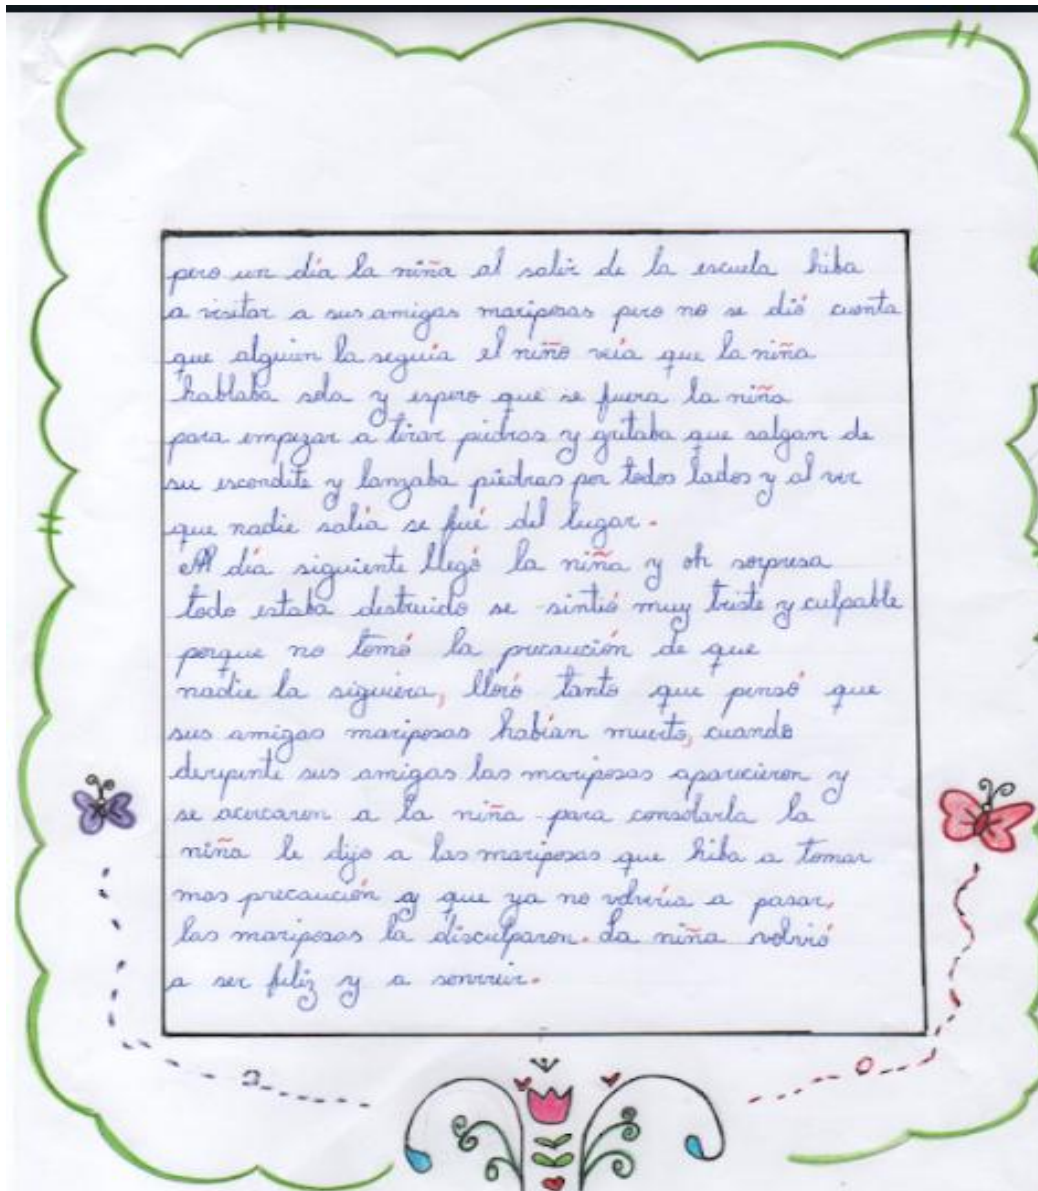 pero un día la niña al salir de la escuela hiba
a visitar a sus amigas mariposas pero no se dió cuenta
que alguien la seguía el niño veía que la niña
hablaba sola y espero que se fuera la niña
para empezar a tirar piedras y gritaba que salgan de
su escondite y lanzaba piedras por todos lados y al ver
que nadie salía se fué del lugar.
Al día siguiente llegó la niña y oh sorpresa
todo estaba destruido se sintió muy triste y culpable
porque no tomó la precaución de que
nadie la siguiera, lloró tanto que pensó que
sus amigas mariposas habían muerto, cuando
derepente sus amigas las mariposas aparecieron y
se acercaron a la niña para consolarla la
niña le dijo a las mariposas que hiba a tomar
mas precaución y que ya no volvería a pasar,
las mariposas la disculparon. La niña volvió
a ser feliz y a sonrreir.